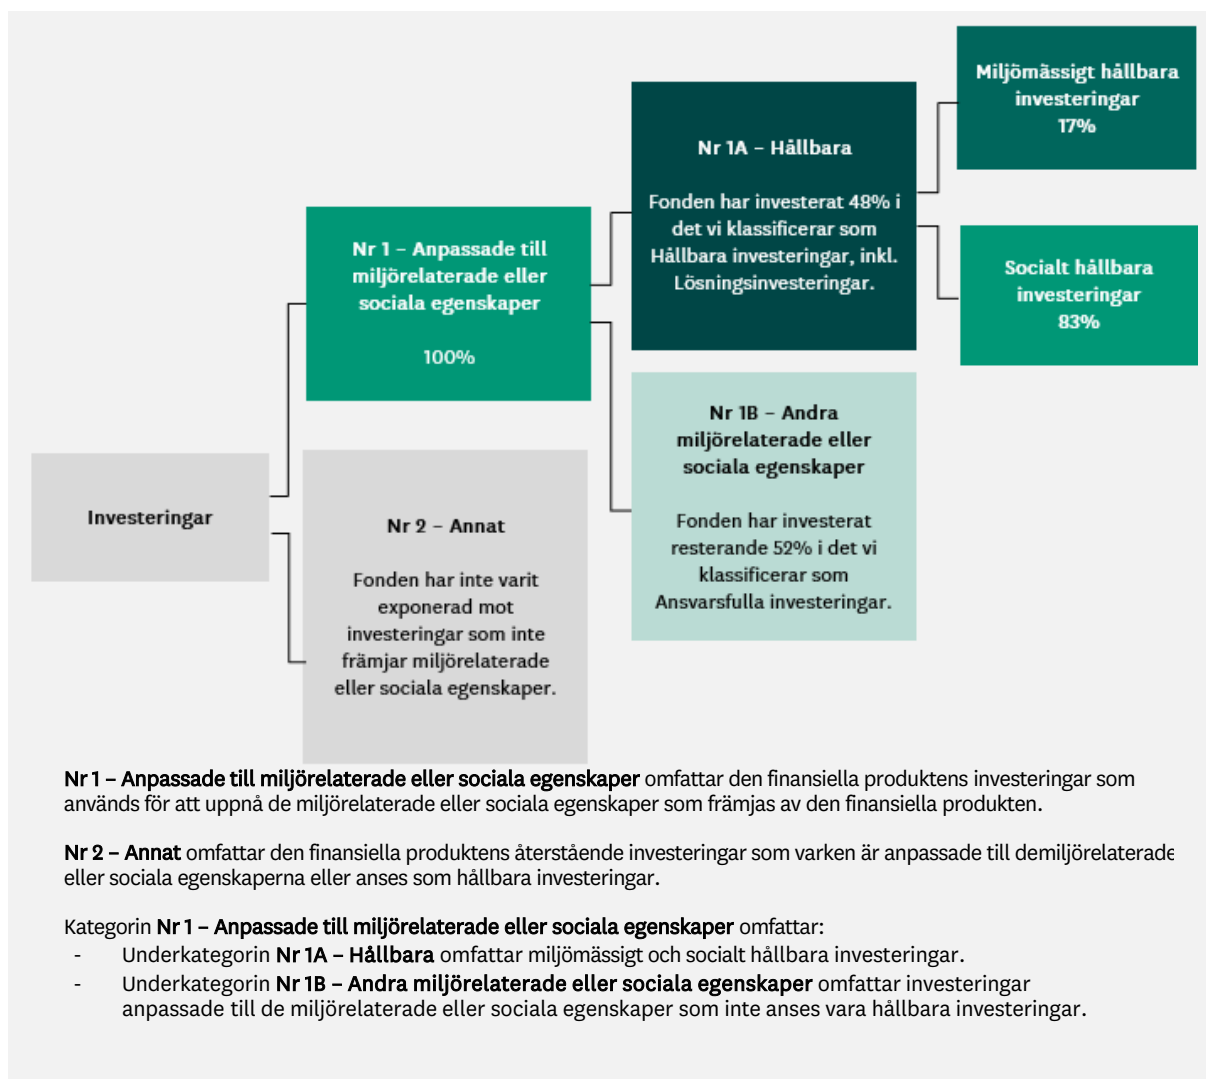 Investeringar
Nr 1 – Anpassade till
miljörelaterade eller
sociala egenskaper
100%
Nr 2 – Annat
Fonden har inte varit
exponerad mot
investeringar som inte
främjar miljörelaterade
eller sociala egenskaper.
Nr 1A – Hållbara
Fonden har investerat 48% i
det vi klassificerar som
Hållbara investeringar, inkl.
Lösningsinvesteringar.
Nr 1B – Andra
miljörelaterade eller
sociala egenskaper
Fonden har investerat
resterande 52% i det vi
klassificerar som
Ansvarsfulla investeringar.
Miljömässigt hållbara
investeringar
17%
Socialt hållbara
investeringar
83%
Nr 1 – Anpassade till miljörelaterade eller sociala egenskaper omfattar den finansiella produktens investeringar som
används för att uppnå de miljörelaterade eller sociala egenskaper som främjas av den finansiella produkten.
Nr 2 – Annat omfattar den finansiella produktens återstående investeringar som varken är anpassade till demiljörelaterade
eller sociala egenskaperna eller anses som hållbara investeringar.
Kategorin Nr 1 – Anpassade till miljörelaterade eller sociala egenskaper omfattar:
- Underkategorin Nr 1A – Hållbara omfattar miljömässigt och socialt hållbara investeringar.
- Underkategorin Nr 1B – Andra miljörelaterade eller sociala egenskaper omfattar investeringar
anpassade till de miljörelaterade eller sociala egenskaper som inte anses vara hållbara investeringar.